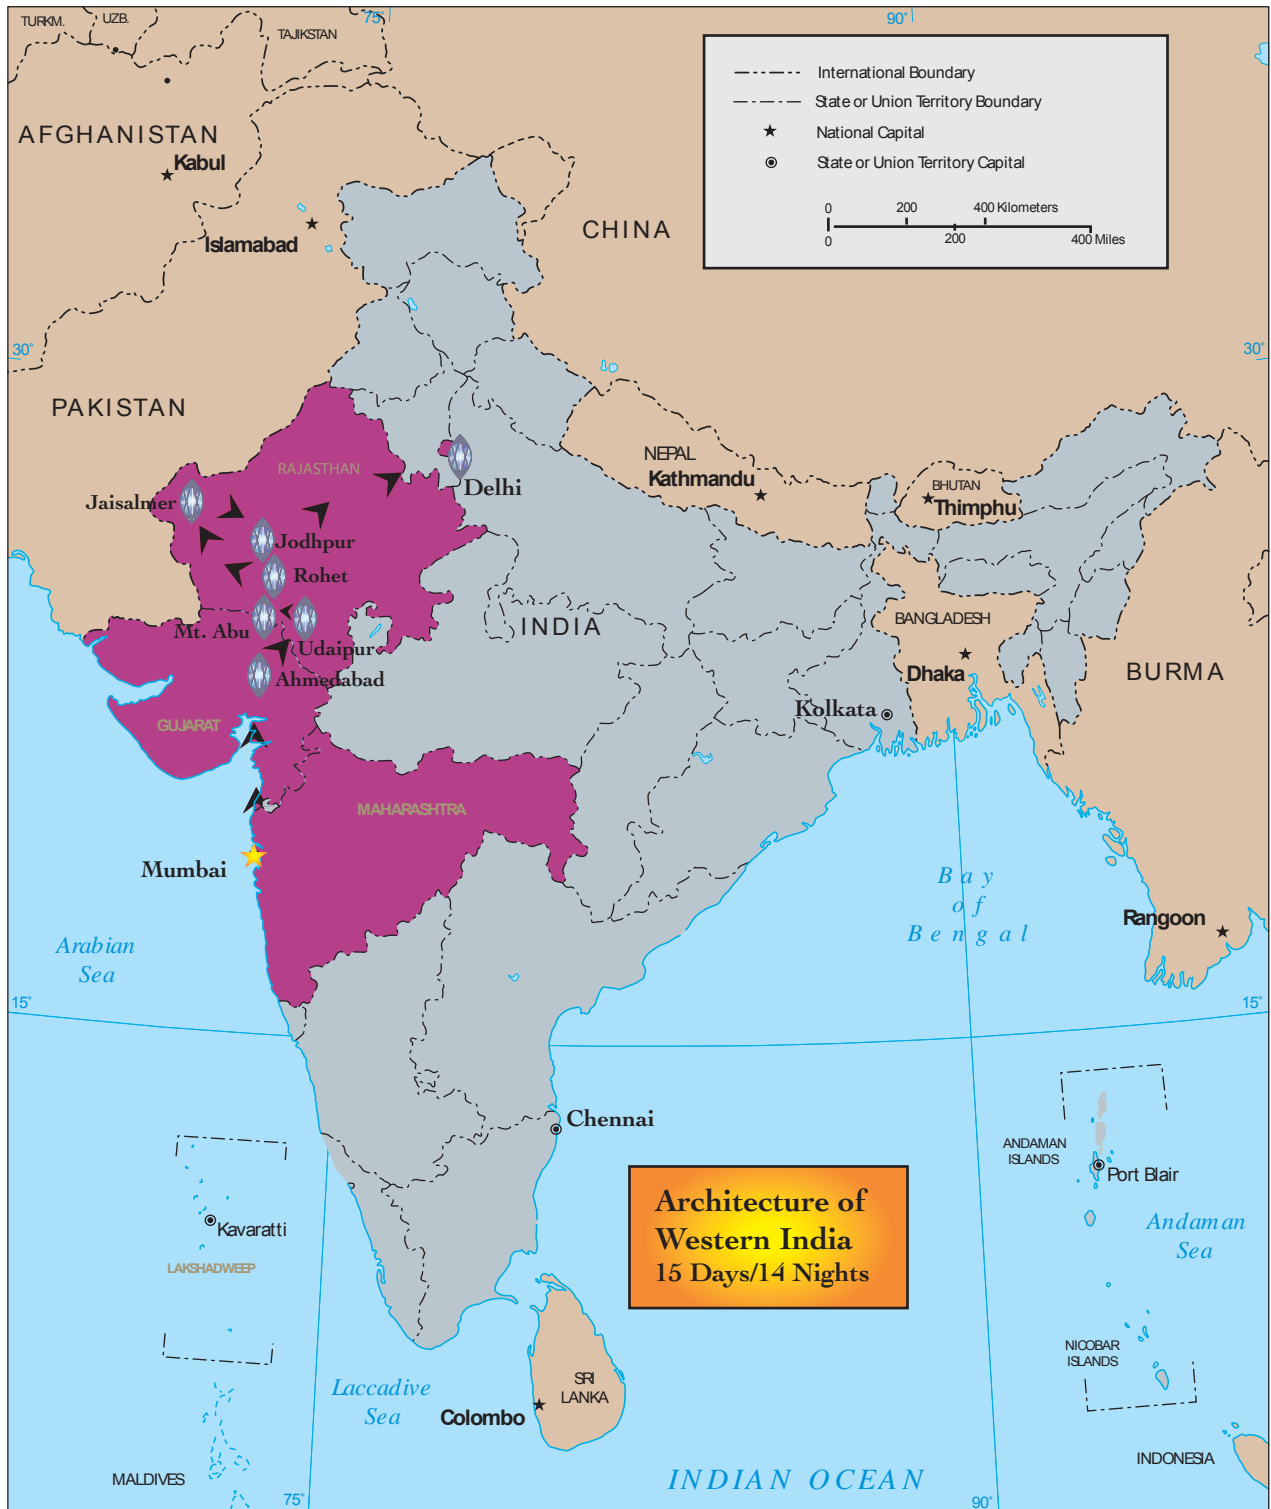 TURKM.
UZB.
TAJIKSTAN
75°
90°
International Boundary
State or Union Territory Boundary
National Capital
State or Union Territory Capital
0 200 400 Kilometers
0 200 400 Miles
AFGHANISTAN
Kabul
Islamabad
CHINA
30°
30°
PAKISTAN
RAJASTHAN
Delhi
NEPAL
Kathmandu
BHUTAN
Thimphu
Jaisalmer
Jodhpur
Rohet
Mt. Abu
Udaipur
INDIA
BANGLADESH
Dhaka
BURMA
Ahmedabad
Kolkata
GUJARAT
MAHARASHTRA
Mumbai
Bay
of
Bengal
Rangoon
Arabian
Sea
15°
15°
Chennai
ANDAMAN
ISLANDS
Port Blair
Architecture of
Western India
15 Days/14 Nights
Kavaratti
LAKSHADWEEP
Andaman
Sea
NICOBAR
ISLANDS
Laccadive
Sea
SRI
LANKA
Colombo
MALDIVES
INDIAN OCEAN
INDONESIA
75°
90°